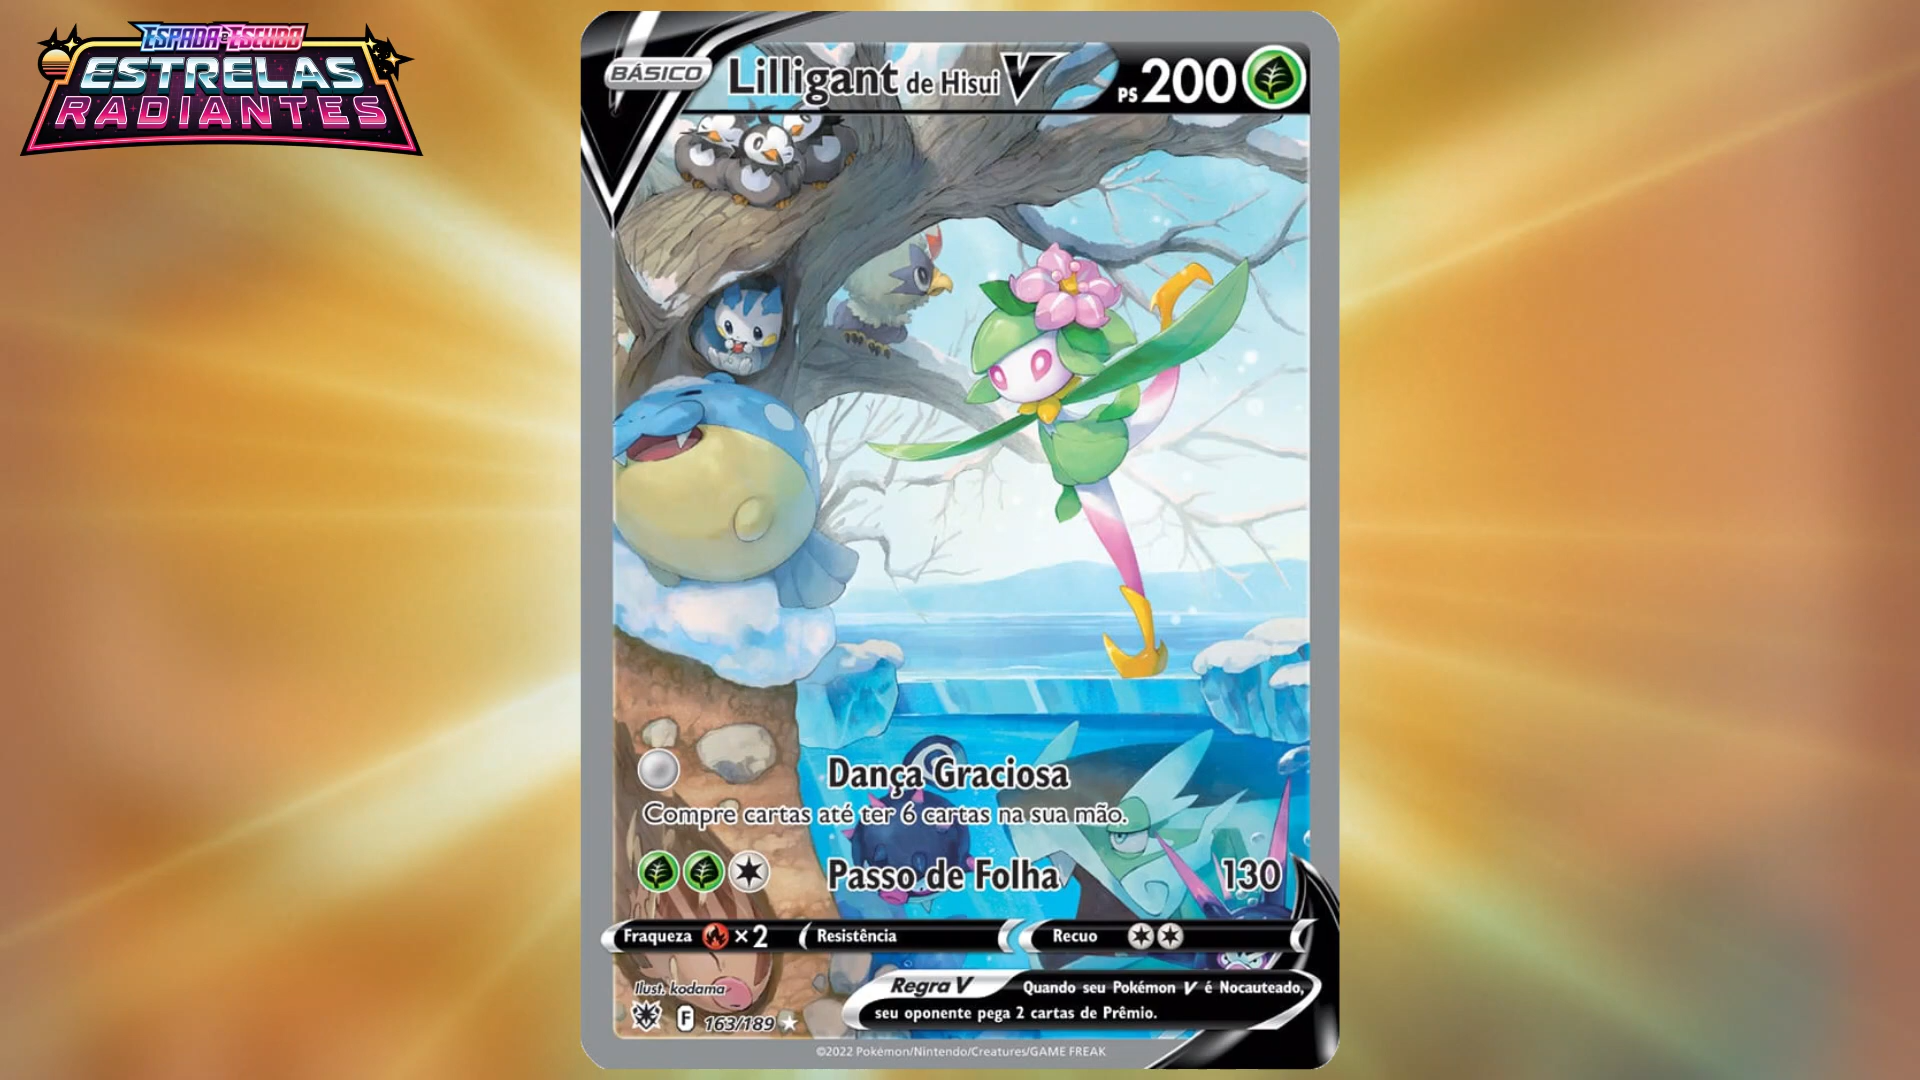 ESPADA E ESCUDO
ESTRELAS
RADIANTES
BÁSICO
Lilligant de Hisui V
PS 200
Dança Graciosa
Compre cartas até ter 6 cartas na sua mão.
Passo de Folha 130
Fraqueza ×2 Resistência Recuo
Regra V Quando seu Pokémon V é Nocauteado,
seu oponente pega 2 cartas de Prêmio.
Ilust. kodama
F 163/189
©2022 Pokémon/Nintendo/Creatures/GAME FREAK